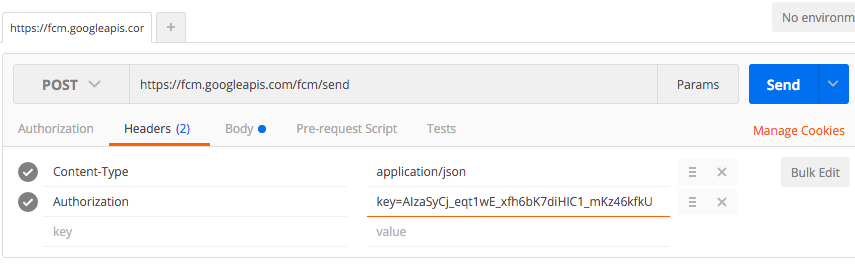 https://fcm.googleapis.cor
+
No environm
POST
https://fcm.googleapis.com/fcm/send
Params
Send
Authorization
Headers (2)
Body
Pre-request Script
Tests
Manage Cookies
Content-Type
application/json
Bulk Edit
Authorization
key=AIzaSyCj_eqt1wE_xfh6bK7diHIC1_mKz46kfkU
key
value